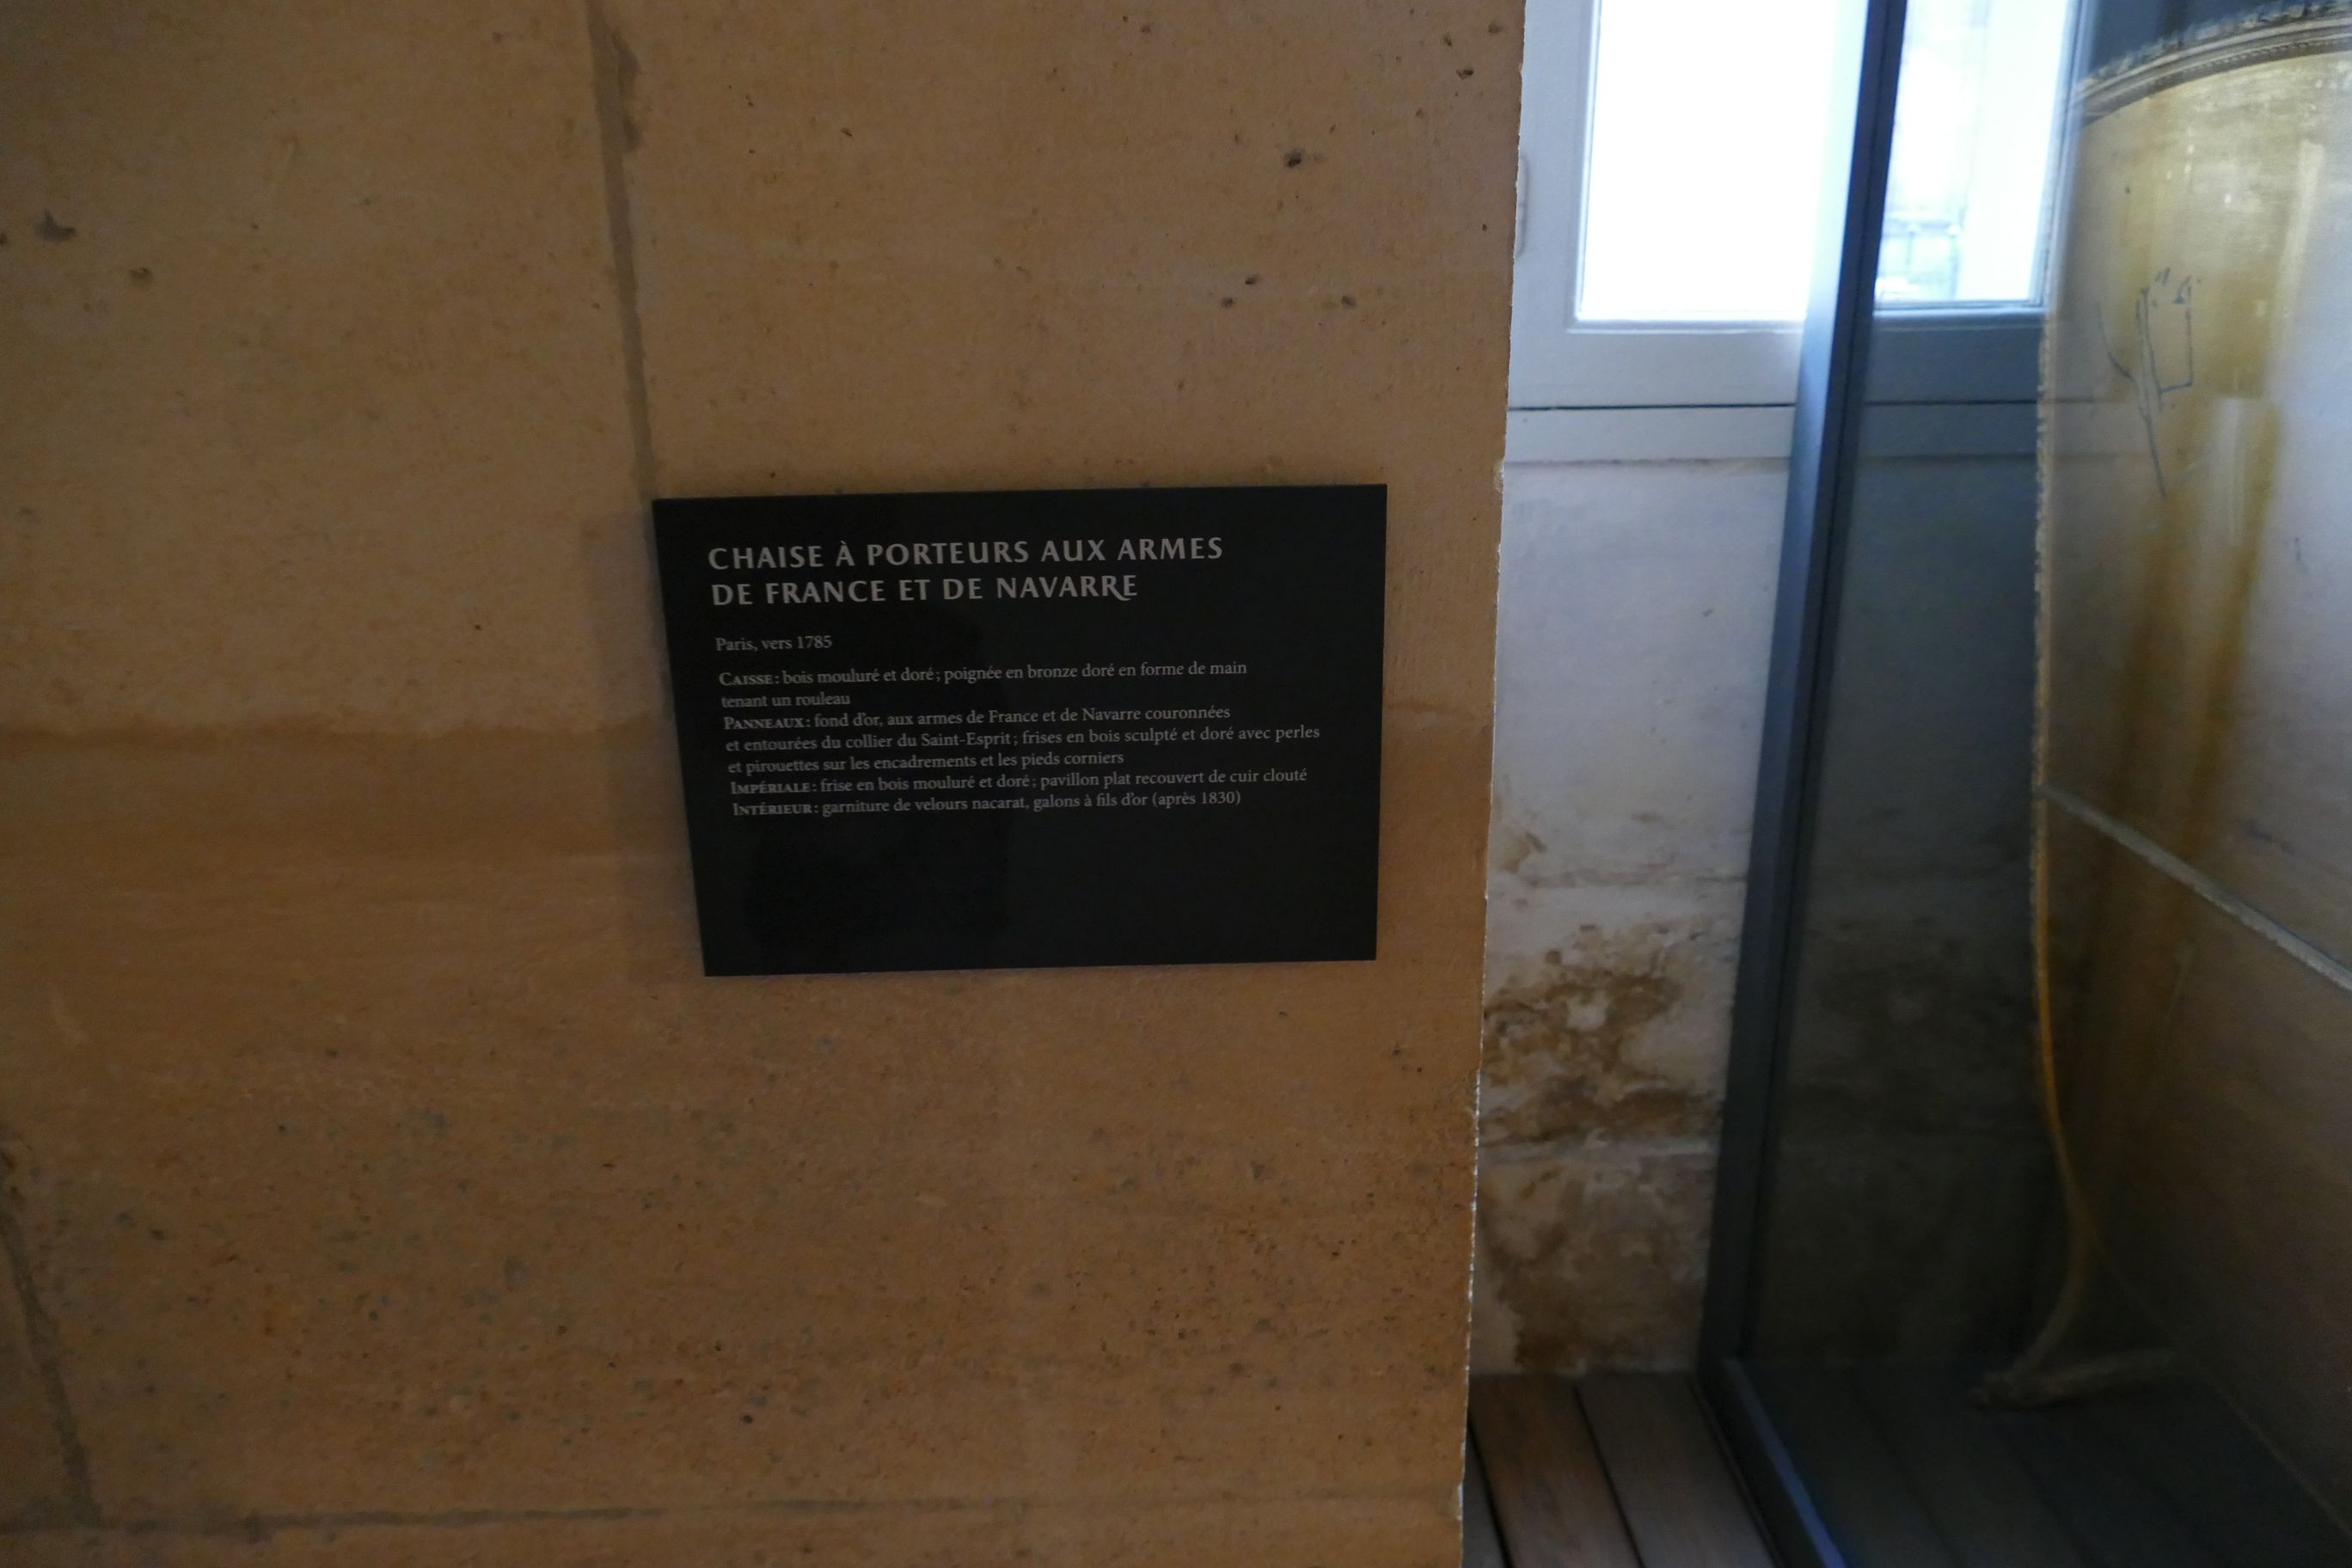 CHAISE À PORTEURS AUX ARMES
DE FRANCE ET DE NAVARRE
Paris, vers 1785
CAISSE : bois mouluré et doré ; poignée en bronze doré en forme de main
tenant un rouleau
PANNEAUX : fond d'or, aux armes de France et de Navarre couronnées
et entourées du collier du Saint-Esprit ; frises en bois sculpté et doré avec perles
et pirouettes sur les encadrements et les pieds corniers
IMPÉRIALE : frise en bois mouluré et doré ; pavillon plat recouvert de cuir clouté
INTÉRIEUR : garniture de velours nacarat, galons à fils d'or (après 1830)